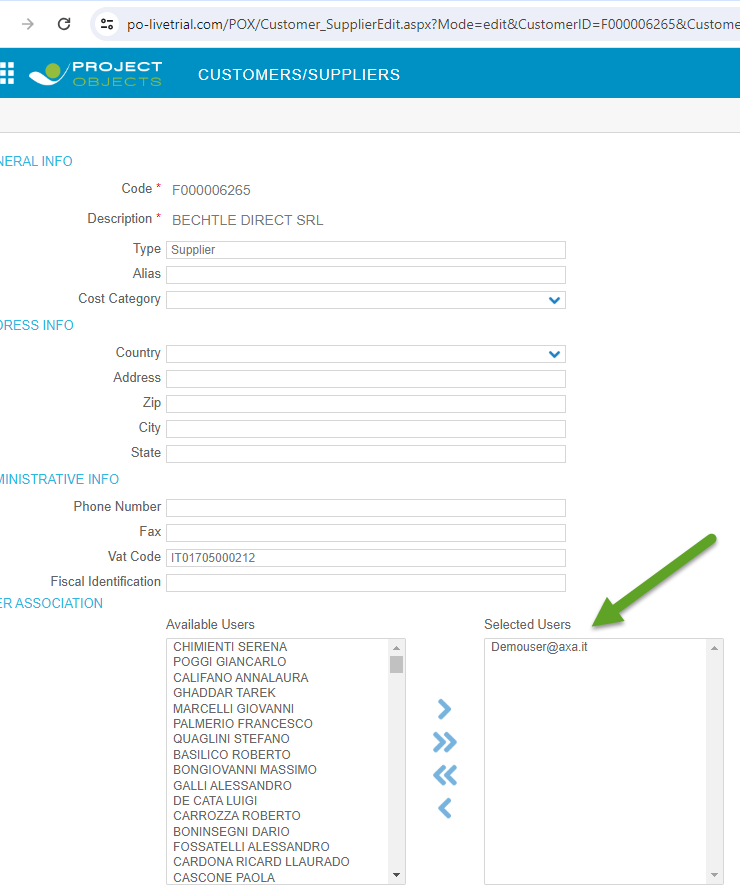 po-livetrial.com/POX/Customer_SupplierEdit.aspx?Mode=edit&CustomerID=F000006265&Custome
PROJECT
OBJECTS
CUSTOMERS/SUPPLIERS
NERAL INFO
Code * F000006265
Description * BECHTLE DIRECT SRL
Type Supplier
Alias
Cost Category
DRESS INFO
Country
Address
Zip
City
State
MINISTRATIVE INFO
Phone Number
Fax
Vat Code IT01705000212
Fiscal Identification
ER ASSOCIATION
Available Users Selected Users
CHIMIENTI SERENA Demouser@axa.it
POGGI GIANCARLO
CALIFANO ANNALAURA
GHADDAR TAREK
MARCELLI GIOVANNI
PALMERIO FRANCESCO
QUAGLINI STEFANO
BASILICO ROBERTO
BONGIOVANNI MASSIMO
GALLI ALESSANDRO
DE CATA LUIGI
CARROZZA ROBERTO
BONINSEGNI DARIO
FOSSATELLI ALESSANDRO
CARDONA RICARD LLAURADO
CASCONE PAOLA